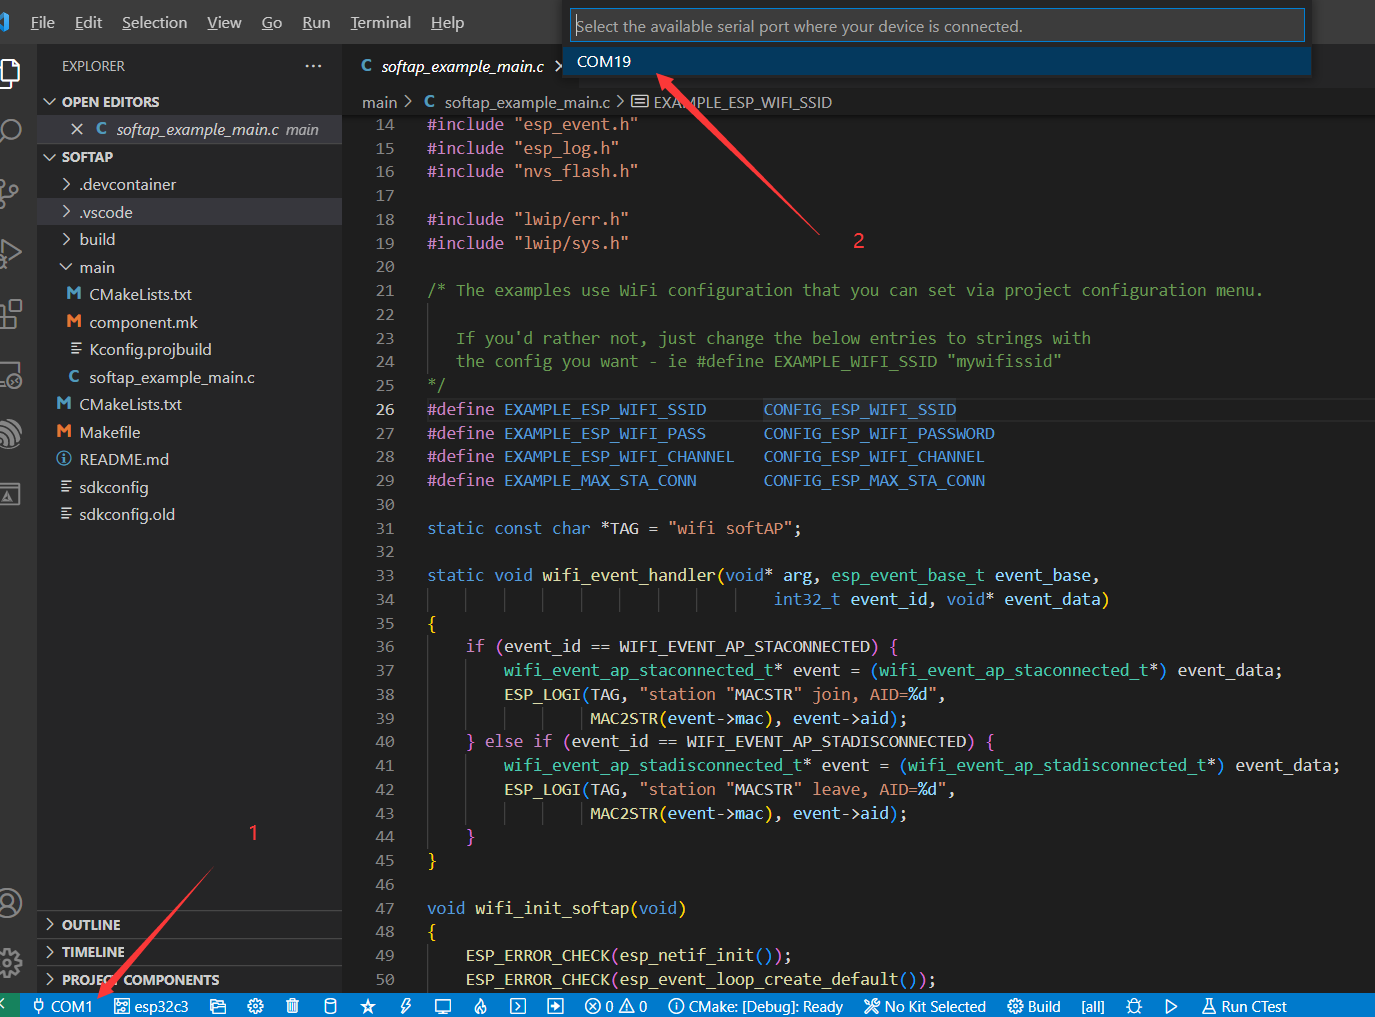 File Edit Selection View Go Run Terminal Help
Select the available serial port where your device is connected.
COM19
EXPLORER
OPEN EDITORS
softap_example_main.c main
SOFTAP
.devcontainer
.vscode
build
main
CMakeLists.txt
component.mk
Kconfig.projbuild
softap_example_main.c
CMakeLists.txt
Makefile
README.md
sdkconfig
sdkconfig.old
OUTLINE
TIMELINE
PROJECT COMPONENTS
1
2
softap_example_main.c
main > C softap_example_main.c > EXAMPLE_ESP_WIFI_SSID
14 #include "esp_event.h"
15 #include "esp_log.h"
16 #include "nvs_flash.h"
17
18 #include "lwip/err.h"
19 #include "lwip/sys.h"
20
21 /* The examples use WiFi configuration that you can set via project configuration menu.
22
23 If you'd rather not, just change the below entries to strings with
24 the config you want - ie #define EXAMPLE_WIFI_SSID "mywifissid"
25 */
26 #define EXAMPLE_ESP_WIFI_SSID CONFIG_ESP_WIFI_SSID
27 #define EXAMPLE_ESP_WIFI_PASS CONFIG_ESP_WIFI_PASSWORD
28 #define EXAMPLE_ESP_WIFI_CHANNEL CONFIG_ESP_WIFI_CHANNEL
29 #define EXAMPLE_MAX_STA_CONN CONFIG_ESP_MAX_STA_CONN
30
31 static const char *TAG = "wifi softAP";
32
33 static void wifi_event_handler(void* arg, esp_event_base_t event_base,
34 int32_t event_id, void* event_data)
35 {
36 if (event_id == WIFI_EVENT_AP_STACONNECTED) {
37 wifi_event_ap_staconnected_t* event = (wifi_event_ap_staconnected_t*) event_data;
38 ESP_LOGI(TAG, "station "MACSTR" join, AID=%d",
39 MAC2STR(event->mac), event->aid);
40 } else if (event_id == WIFI_EVENT_AP_STADISCONNECTED) {
41 wifi_event_ap_stadisconnected_t* event = (wifi_event_ap_stadisconnected_t*) event_data;
42 ESP_LOGI(TAG, "station "MACSTR" leave, AID=%d",
43 MAC2STR(event->mac), event->aid);
44 }
45 }
46
47 void wifi_init_softap(void)
48 {
49 ESP_ERROR_CHECK(esp_netif_init());
50 ESP_ERROR_CHECK(esp_event_loop_create_default());
COM1 esp32c3 0 0 CMake: [Debug]: Ready No Kit Selected Build [all] Run CTest